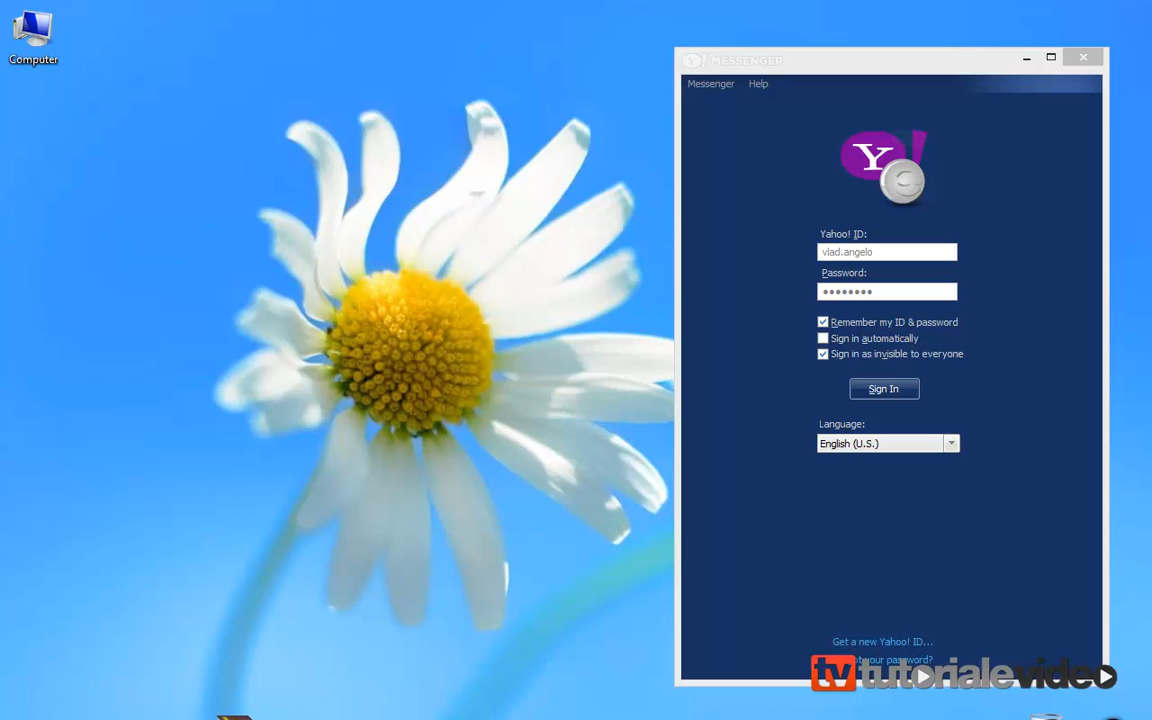 Computer
Y! MESSENGER
Messenger Help
Y!
Yahoo! ID:
vlad.angelo
Password:
Remember my ID & password
Sign in automatically
Sign in as invisible to everyone
Sign In
Language:
English (U.S.)
Get a new Yahoo! ID...
your password?
tv tutorialevideo